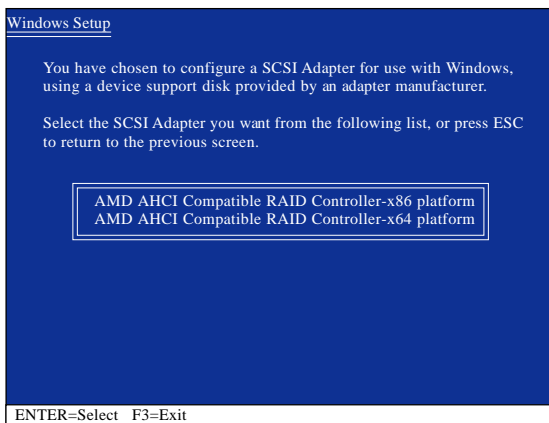 Windows Setup
You have chosen to configure a SCSI Adapter for use with Windows,
using a device support disk provided by an adapter manufacturer.
Select the SCSI Adapter you want from the following list, or press ESC
to return to the previous screen.
AMD AHCI Compatible RAID Controller-x86 platform
AMD AHCI Compatible RAID Controller-x64 platform
ENTER=Select F3=Exit